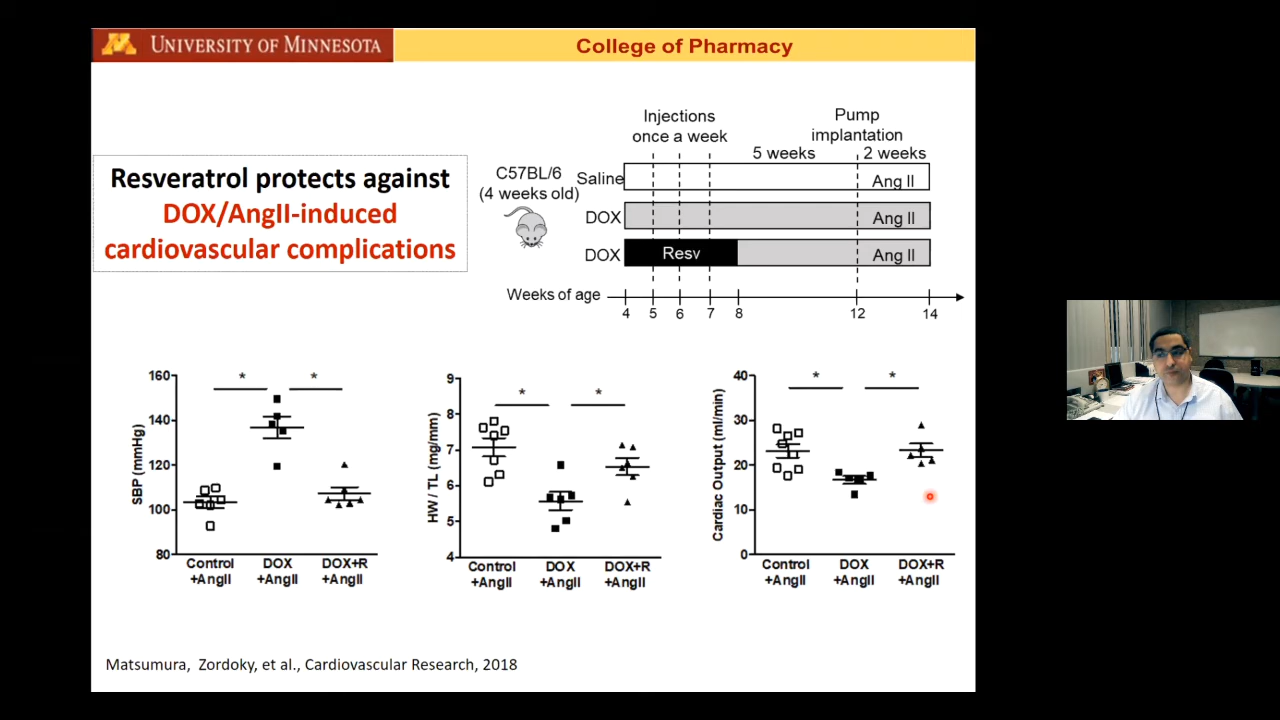 UNIVERSITY OF MINNESOTA
College of Pharmacy
Resveratrol protects against
DOX/AngII-induced
cardiovascular complications
Injections
once a week
Pump
implantation
5 weeks
2 weeks
C57BL/6
(4 weeks old)
Saline
Ang II
DOX
Ang II
DOX
Resv
Ang II
Weeks of age
4 5 6 7 8 12 14
SBP (mmHg)
160
140
120
100
80
* *
Control
+AngII
DOX
+AngII
DOX+R
+AngII
HW / TL (mg/mm)
9
8
7
6
5
4
* *
Control
+AngII
DOX
+AngII
DOX+R
+AngII
Cardiac Output (ml/min)
40
30
20
10
0
* *
Control
+AngII
DOX
+AngII
DOX+R
+AngII
Matsumura, Zordoky, et al., Cardiovascular Research, 2018